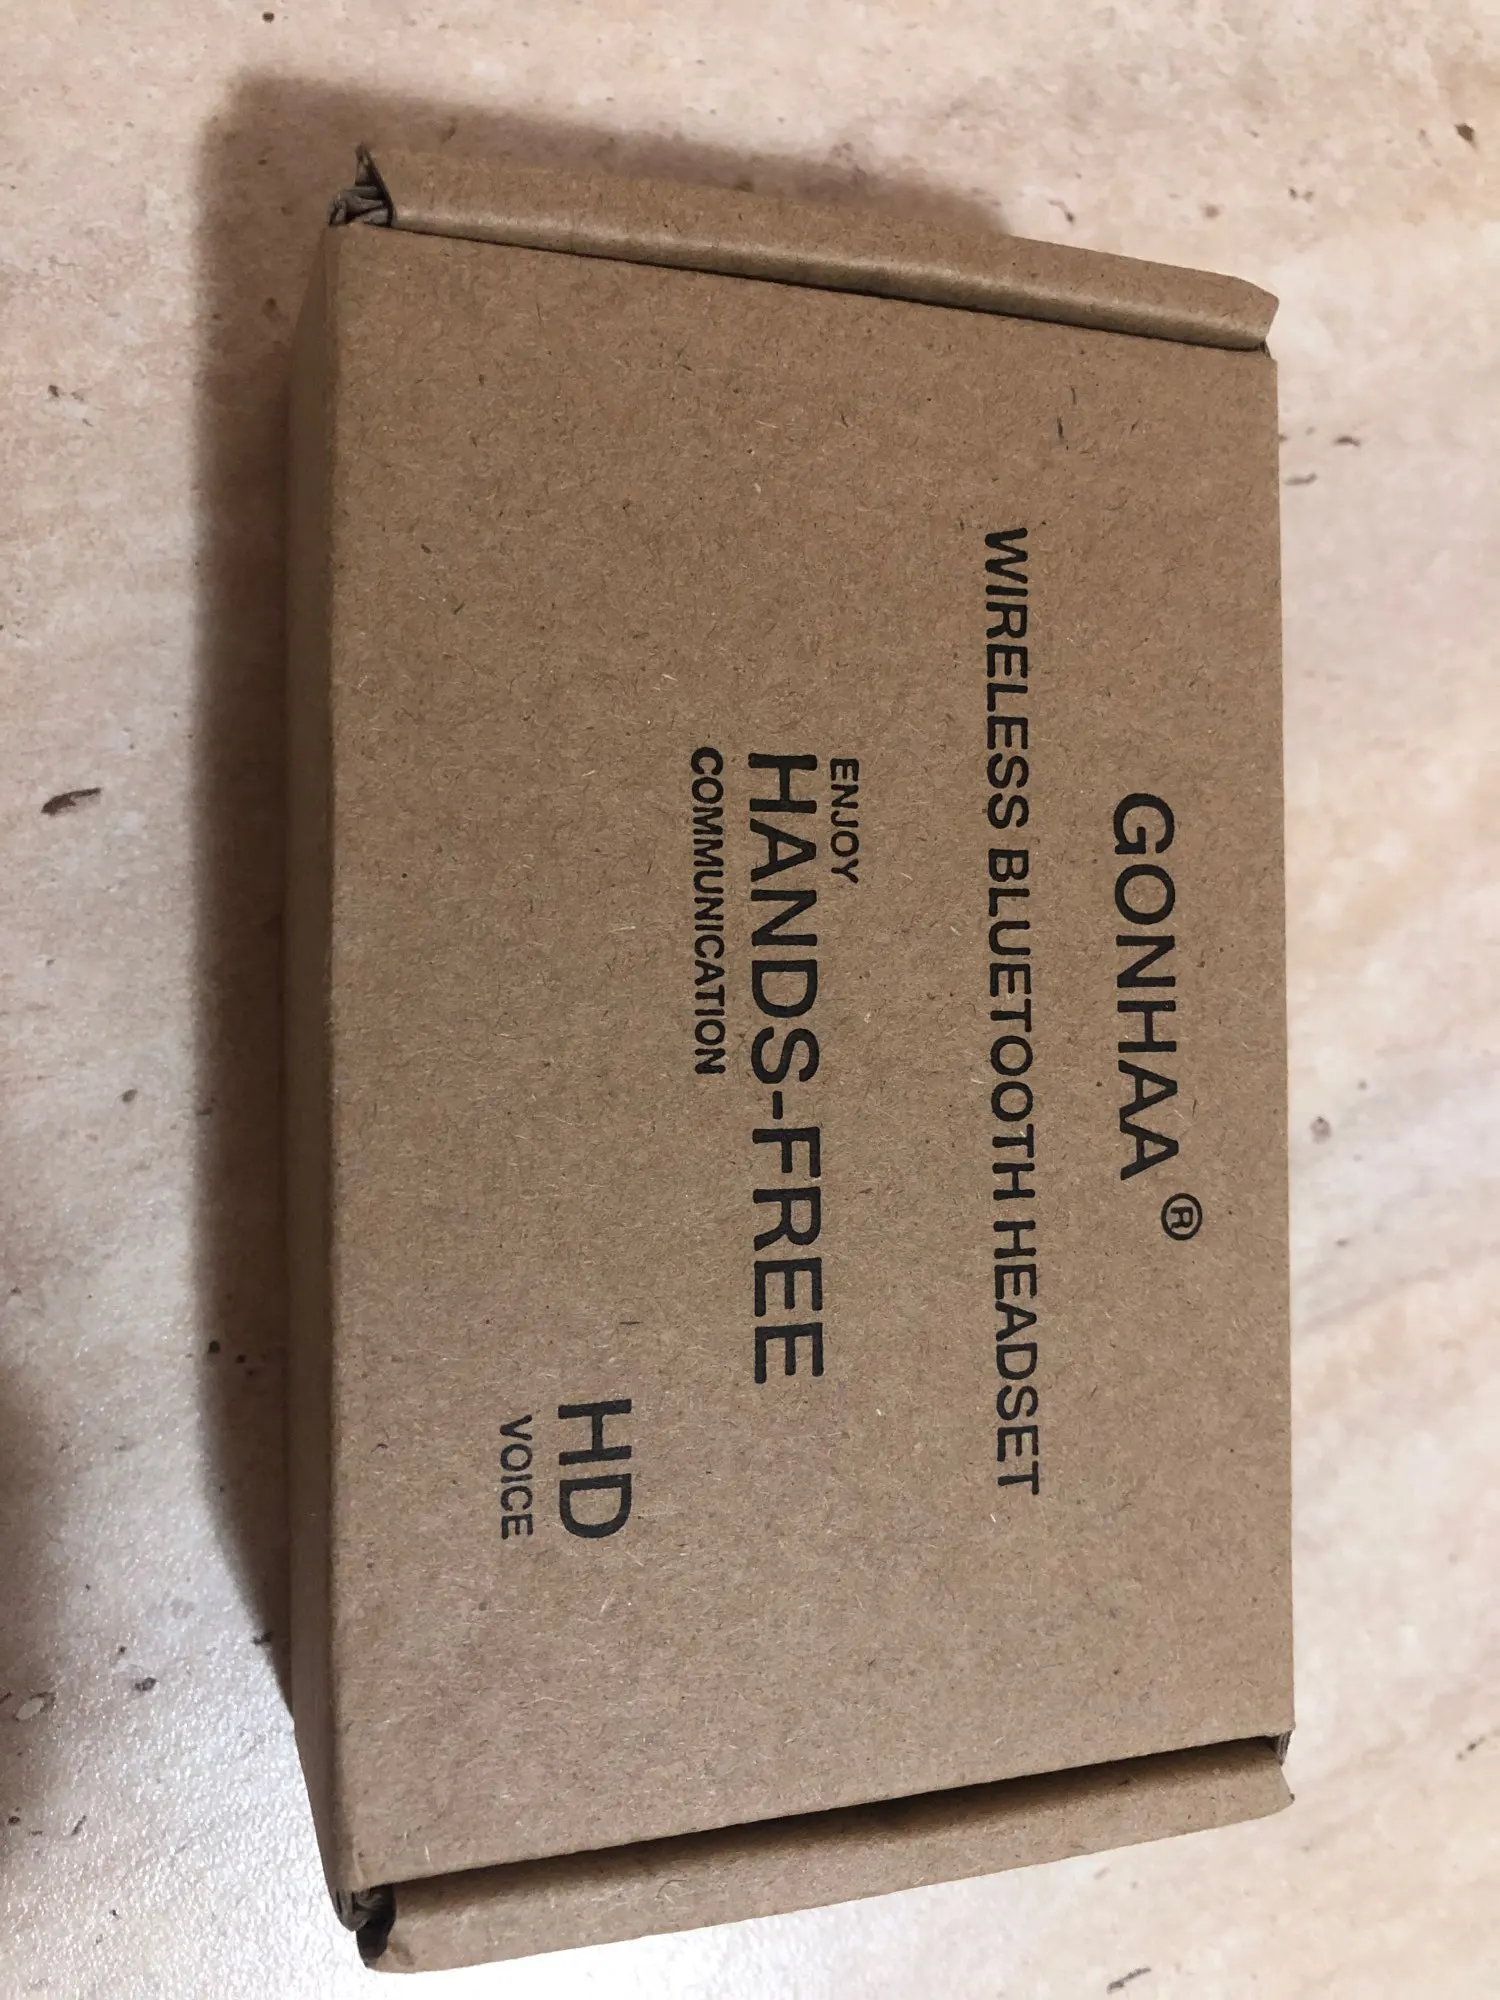 GONHAA ®
WIRELESS BLUETOOTH HEADSET
ENJOY
HANDS-FREE
COMMUNICATION
HD
VOICE